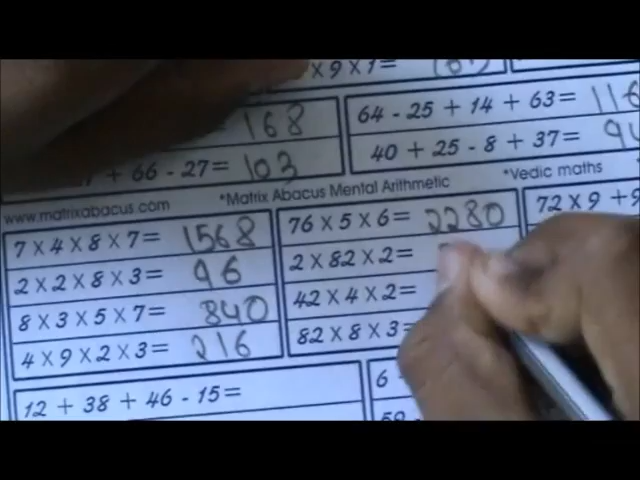 × 9 × 1=
168
64 - 25 + 14 + 63= 116
+ 66 - 27= 103
40 + 25 - 8 + 37= 94
www.matrixabacus.com *Matrix Abacus Mental Arithmetic *Vedic maths
7 × 4 × 8 × 7= 1568
2 × 2 × 8 × 3= 96
8 × 3 × 5 × 7= 840
4 × 9 × 2 × 3= 216
76 × 5 × 6= 2280
2 × 82 × 2=
42 × 4 × 2=
82 × 8 × 3=
72 × 9 + 9
12 + 38 + 46 - 15=
6